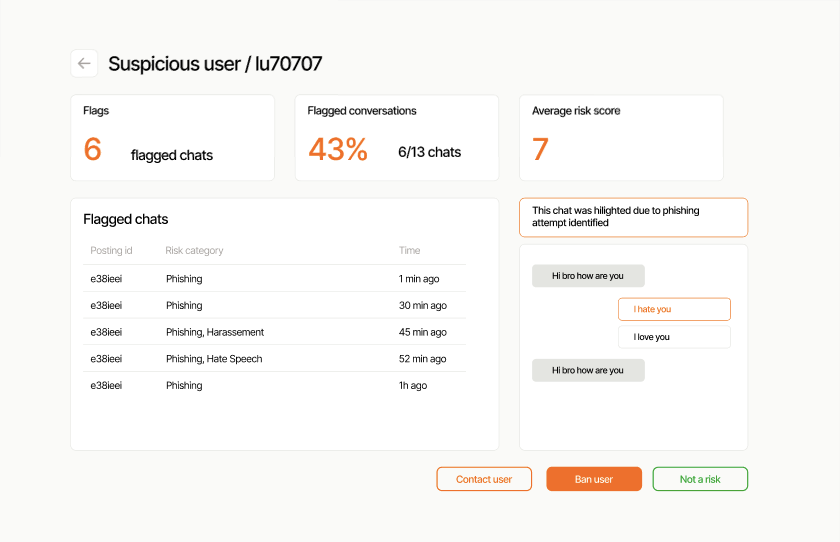 Suspicious user / lu70707
Flags
6 flagged chats
Flagged conversations
43% 6/13 chats
Average risk score
7
Flagged chats
Posting id Risk category Time
e38ieei Phishing 1 min ago
e38ieei Phishing 30 min ago
e38ieei Phishing, Harassement 45 min ago
e38ieei Phishing, Hate Speech 52 min ago
e38ieei Phishing 1h ago
This chat was hilighted due to phishing
attempt identified
Hi bro how are you
I hate you
I love you
Hi bro how are you
Contact user
Ban user
Not a risk